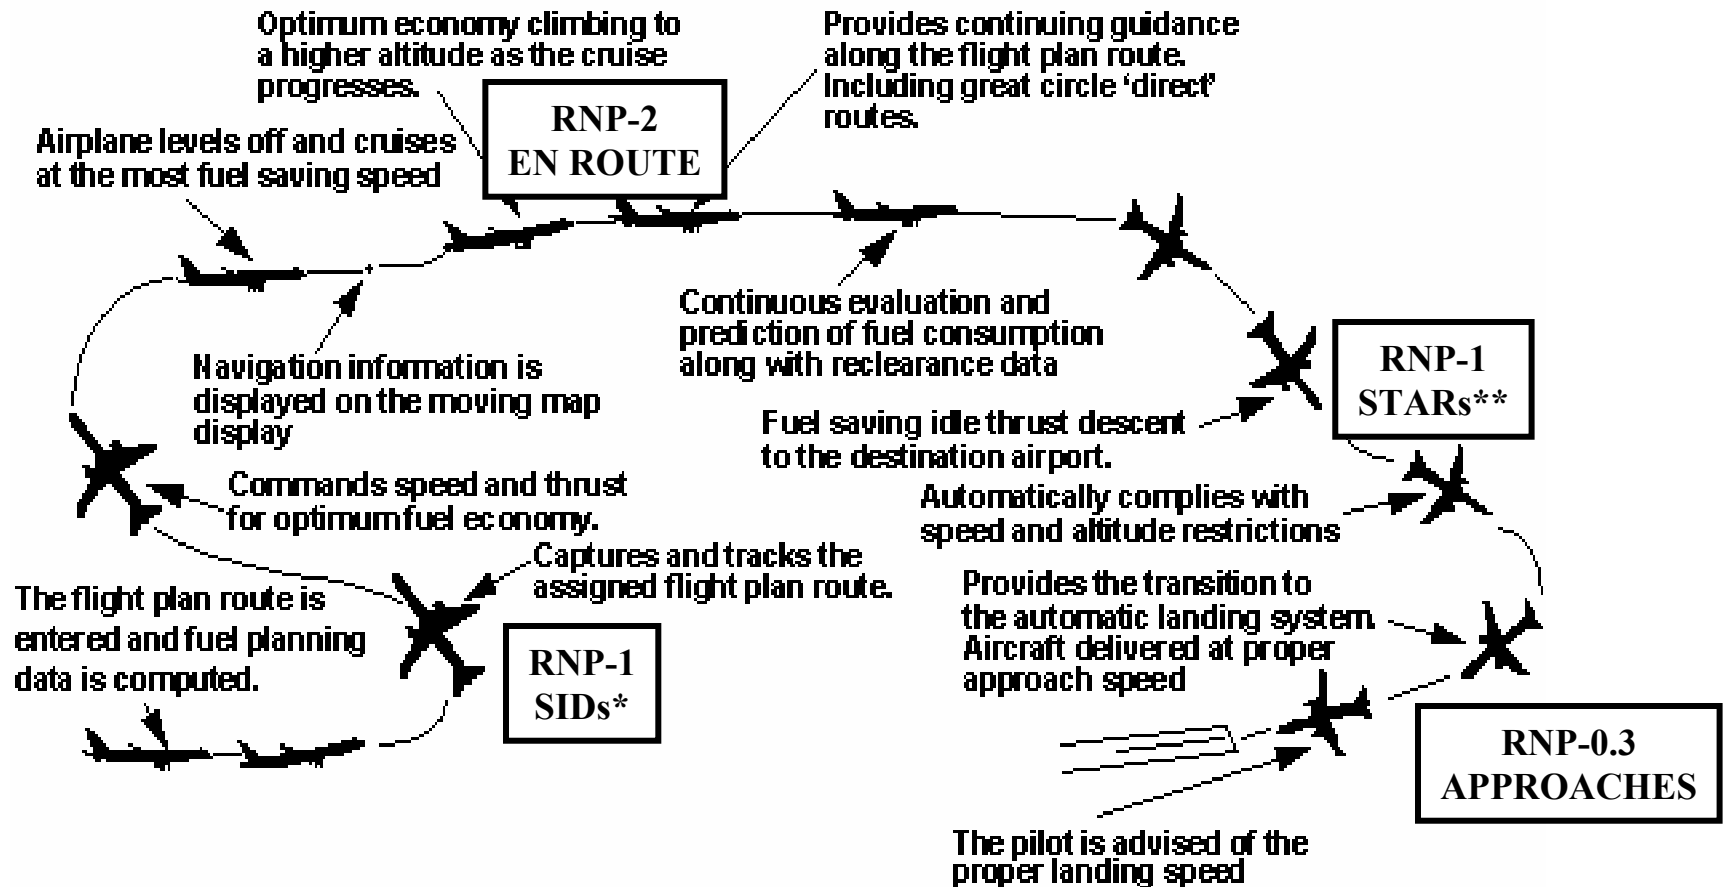 Optimum economy climbing to
a higher altitude as the cruise
progresses.
Provides continuing guidance
along the flight plan route.
Including great circle ‘direct’
routes.
RNP-2
EN ROUTE
Airplane levels off and cruises
at the most fuel saving speed
Continuous evaluation and
prediction of fuel consumption
along with reclearance data
Navigation information is
displayed on the moving map
display
RNP-1
STARs**
Fuel saving idle thrust descent
to the destination airport.
Commands speed and thrust
for optimum fuel economy.
Automatically complies with
speed and altitude restrictions
Captures and tracks the
assigned flight plan route.
The flight plan route is
entered and fuel planning
data is computed.
RNP-1
SIDs*
Provides the transition to
the automatic landing system.
Aircraft delivered at proper
approach speed
RNP-0.3
APPROACHES
The pilot is advised of the
proper landing speed